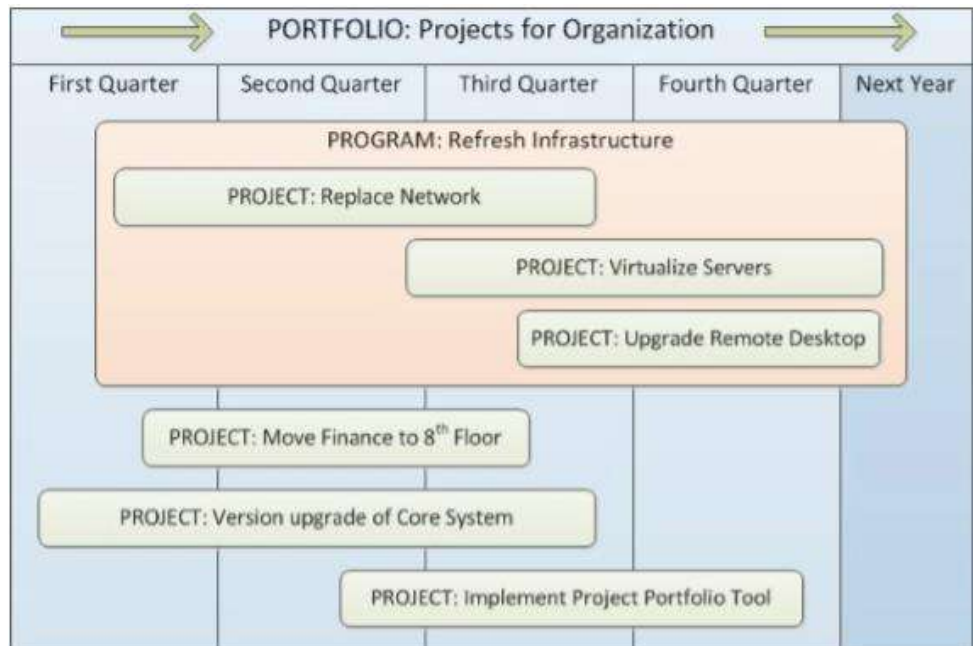 PORTFOLIO: Projects for Organization
First Quarter
Second Quarter
Third Quarter
Fourth Quarter
Next Year
PROGRAM: Refresh Infrastructure
PROJECT: Replace Network
PROJECT: Virtualize Servers
PROJECT: Upgrade Remote Desktop
PROJECT: Move Finance to 8th Floor
PROJECT: Version upgrade of Core System
PROJECT: Implement Project Portfolio Tool